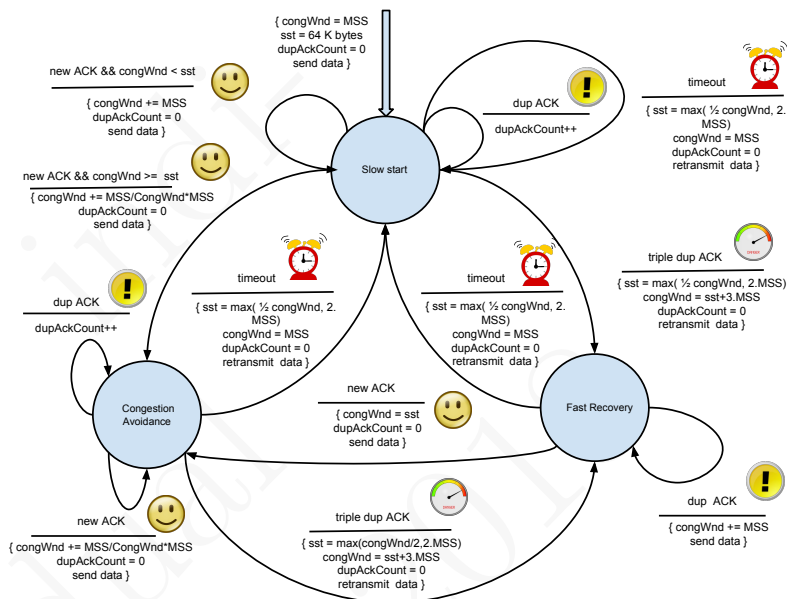 { congWnd = MSS
sst = 64 K bytes
dupAckCount = 0
send data }
new ACK && congWnd < sst
{ congWnd += MSS
dupAckCount = 0
send data }
dup ACK
dupAckCount++
timeout
{ sst = max( ½ congWnd, 2.
MSS)
congWnd = MSS
dupAckCount = 0
retransmit data }
Slow start
new ACK && congWnd >= sst
{ congWnd += MSS/CongWnd*MSS
dupAckCount = 0
send data }
triple dup ACK
{ sst = max( ½ congWnd, 2.MSS)
congWnd = sst+3.MSS
dupAckCount = 0
retransmit data }
timeout
{ sst = max( ½ congWnd, 2.
MSS)
congWnd = MSS
dupAckCount = 0
retransmit data }
timeout
{ sst = max( ½ congWnd, 2.
MSS)
congWnd = MSS
dupAckCount = 0
retransmit data }
dup ACK
dupAckCount++
Congestion
Avoidance
new ACK
{ congWnd = sst
dupAckCount = 0
send data }
Fast Recovery
new ACK
{ congWnd += MSS/CongWnd*MSS
dupAckCount = 0
send data }
triple dup ACK
{ sst = max(congWnd/2,2.MSS)
congWnd = sst+3.MSS
dupAckCount = 0
retransmit data }
dup ACK
{ congWnd += MSS
send data }